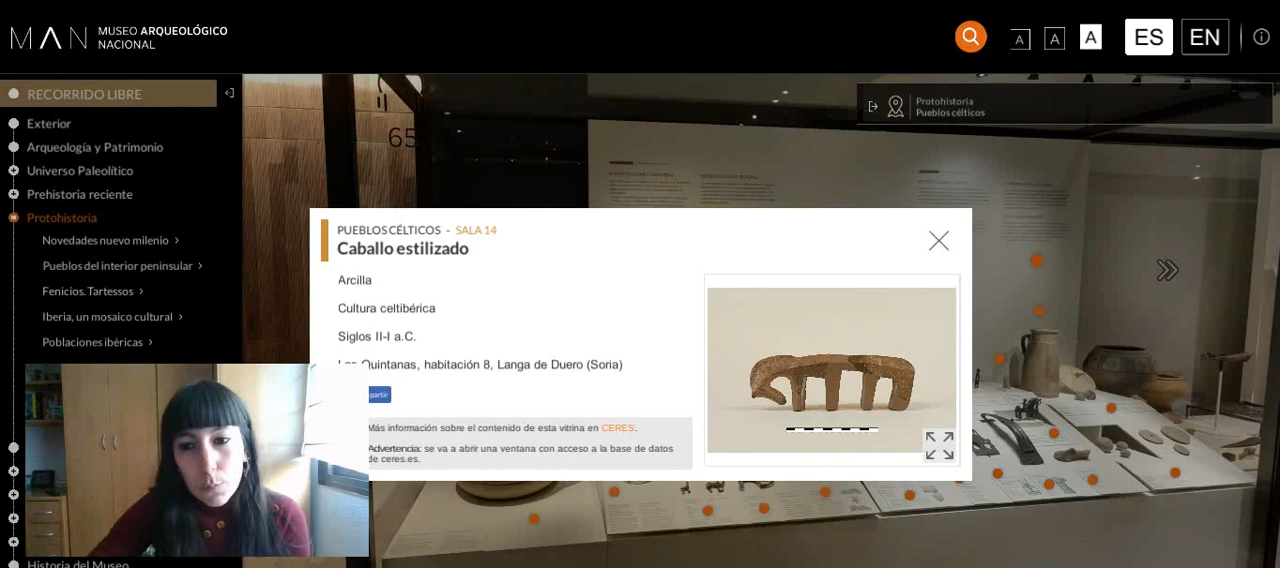 MAN MUSEO ARQUEOLÓGICO
NACIONAL
A A A ES EN
RECORRIDO LIBRE
Exterior
Arqueología y Patrimonio
Universo Paleolítico
Prehistoria reciente
Protohistoria
Novedades nuevo milenio
Pueblos del interior peninsular
Fenicios. Tartessos
Iberia, un mosaico cultural
Poblaciones ibéricas
Historia del Museo
65
Protohistoria
Pueblos célticos
PUEBLOS CÉLTICOS - SALA 14
Caballo estilizado
Arcilla
Cultura celtibérica
Siglos II-I a.C.
Quintanas, habitación 8, Langa de Duero (Soria)
Más información sobre el contenido de esta vitrina en CERES.
Advertencia: se va a abrir una ventana con acceso a la base de datos
de ceres.es.